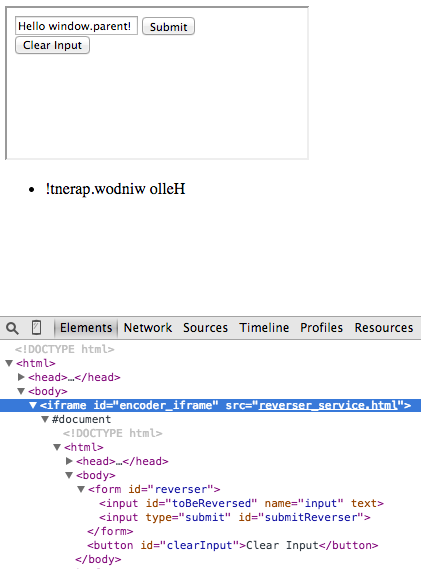 Hello window.parent! Submit
Clear Input
• !tnerap.wodniw olleH
Elements Network Sources Timeline Profiles Resources
<!DOCTYPE html>
▼<html>
▶<head>…</head>
▼<body>
▼<iframe id="encoder_iframe" src="reverser_service.html">
▼#document
<!DOCTYPE html>
▼<html>
▶<head>…</head>
▼<body>
▼<form id="reverser">
<input id="toBeReversed" name="input" text>
<input type="submit" id="submitReverser">
</form>
<button id="clearInput">Clear Input</button>
</body>